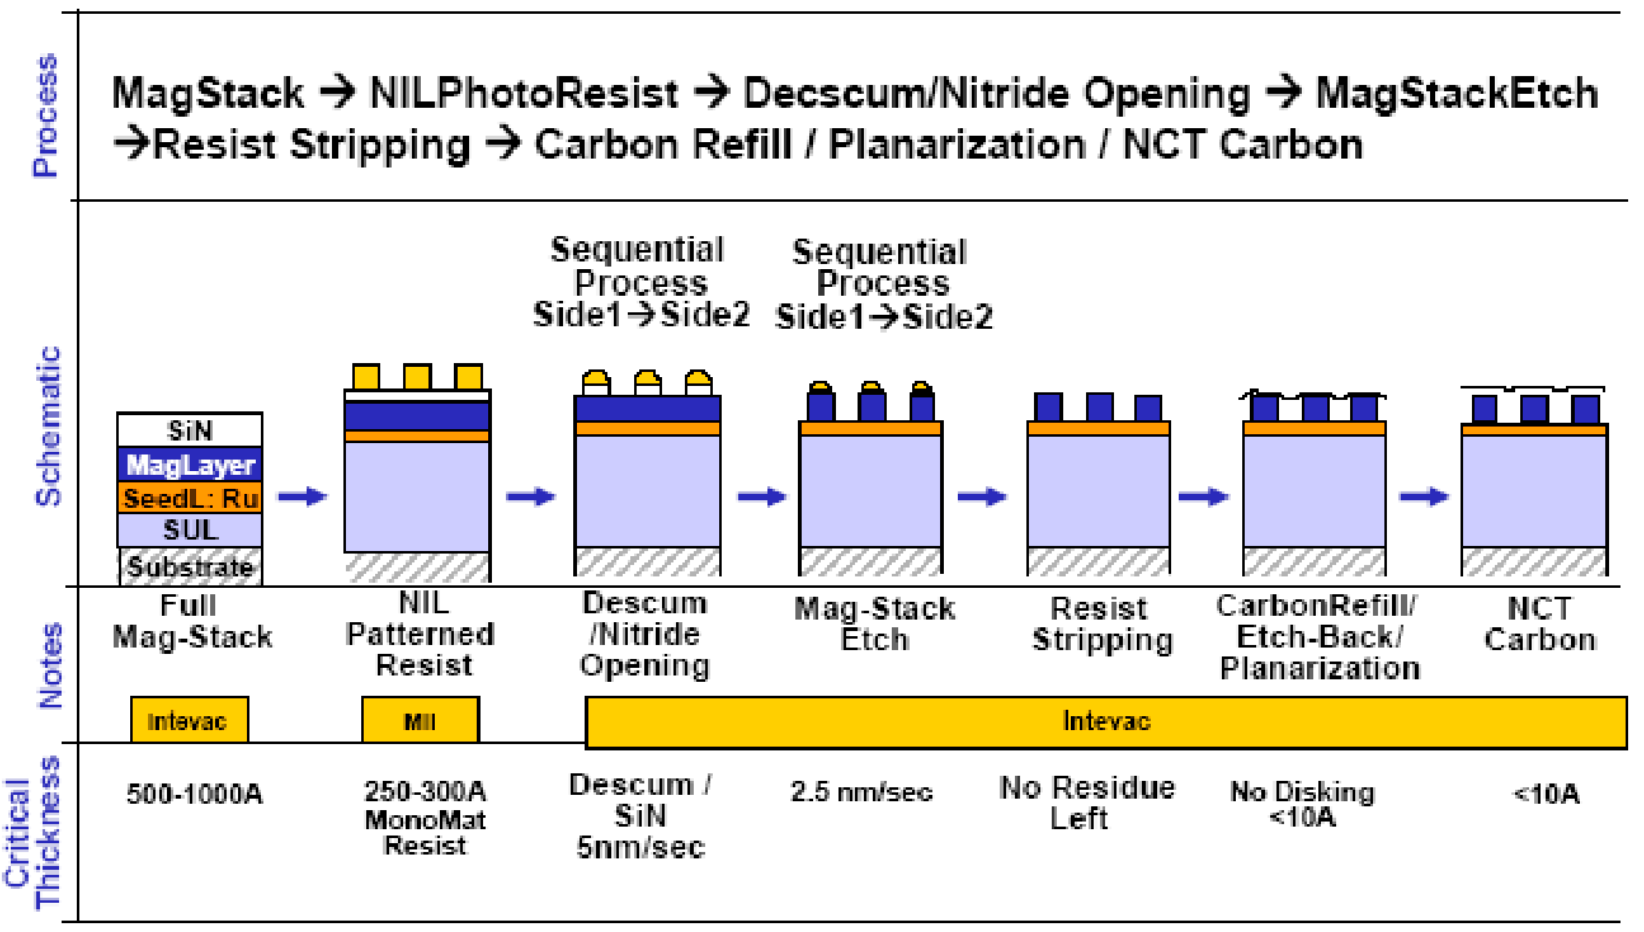 Process
MagStack → NILPhotoResist → Decscum/Nitride Opening → MagStackEtch
→Resist Stripping → Carbon Refill / Planarization / NCT Carbon
Schematic
Sequential
Process
Side1→Side2
Sequential
Process
Side1→Side2
SiN
MagLayer
SeedL: Ru
SUL
Substrate
Notes
Full
Mag-Stack
NIL
Patterned
Resist
Descum
/Nitride
Opening
Mag-Stack
Etch
Resist
Stripping
CarbonRefill/
Etch-Back/
Planarization
NCT
Carbon
Intevac
MII
Intevac
Critical
Thickness
500-1000A
250-300A
MonoMat
Resist
Descum /
SiN
5nm/sec
2.5 nm/sec
No Residue
Left
No Disking
<10A
<10A